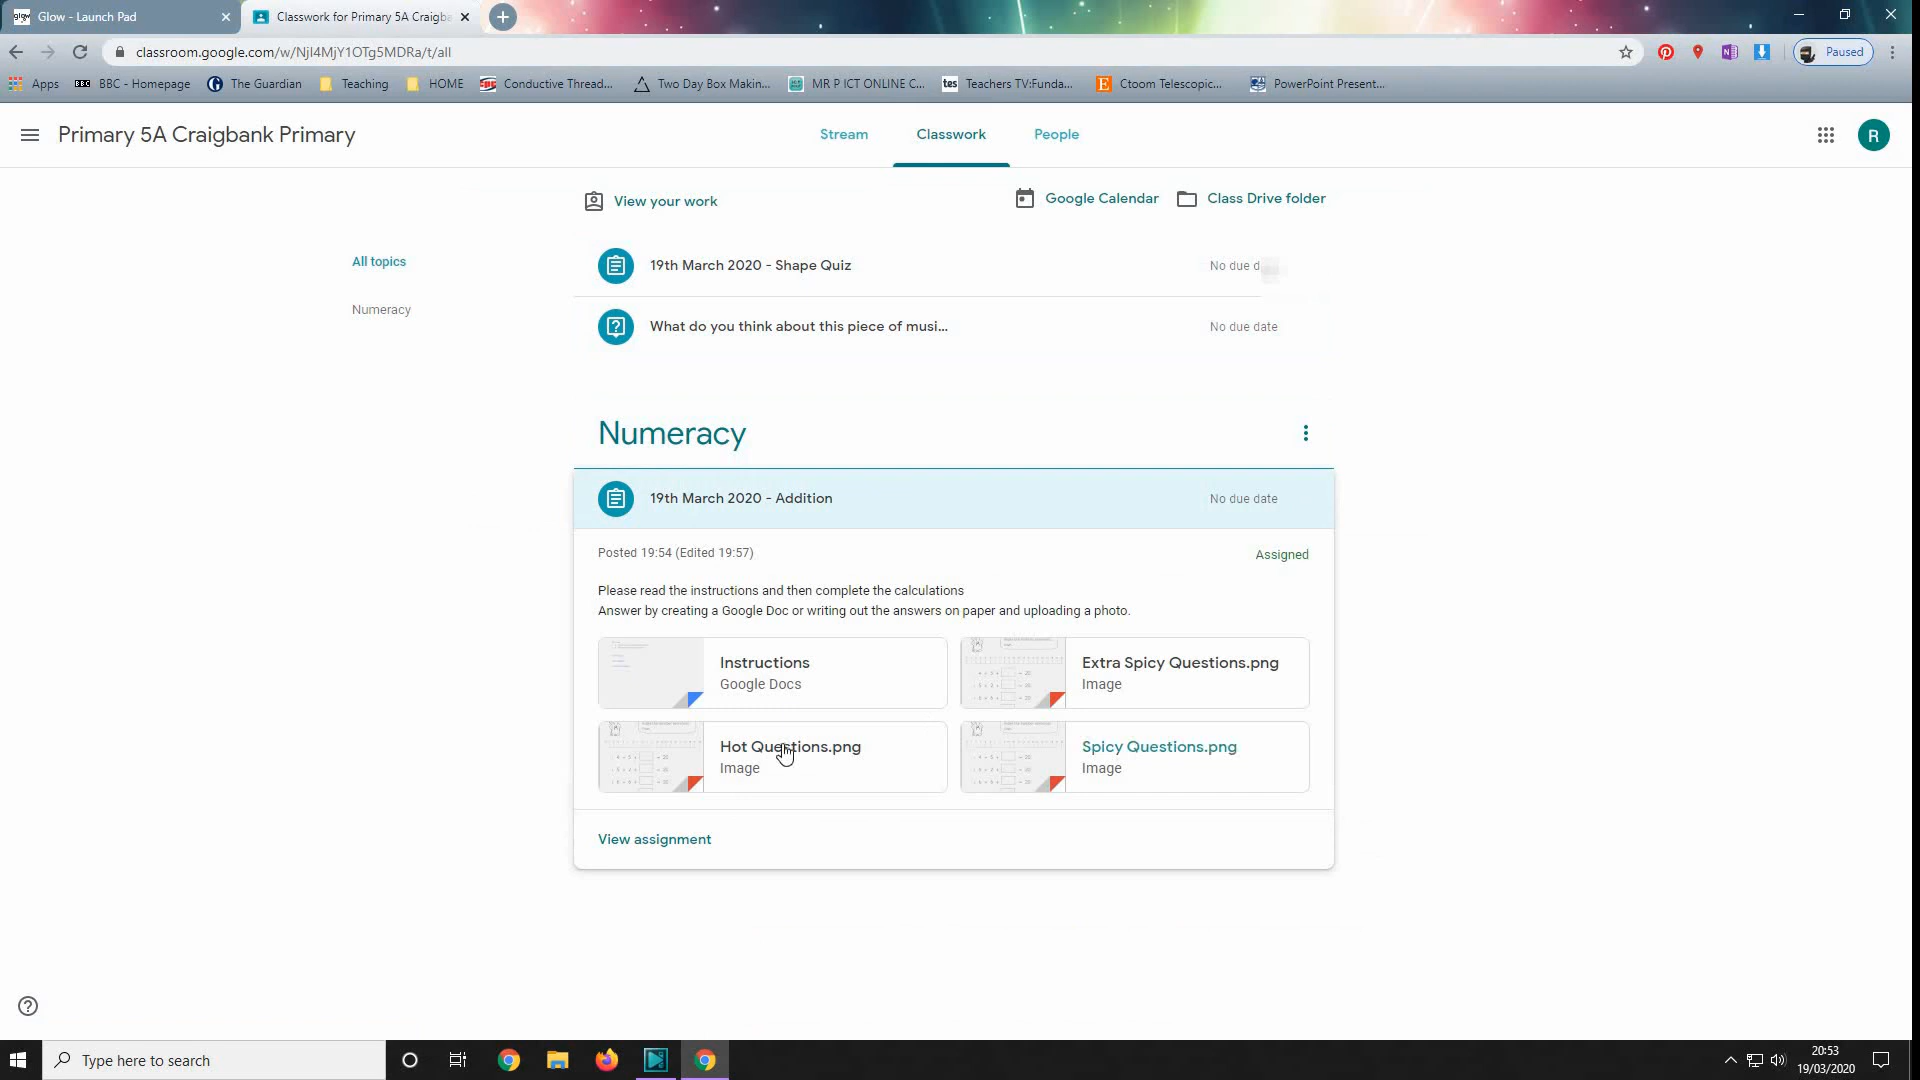 Glow - Launch Pad
Classwork for Primary 5A Craigba
classroom.google.com/w/NjI4MjY1OTg5MDRa/t/all
Paused
Apps
BBC - Homepage
The Guardian
Teaching
HOME
Conductive Thread...
Two Day Box Makin...
MR P ICT ONLINE C...
tes Teachers TV:Funda...
Ctoom Telescopic...
PowerPoint Present...
Primary 5A Craigbank Primary
Stream
Classwork
People
R
View your work
Google Calendar
Class Drive folder
All topics
Numeracy
19th March 2020 - Shape Quiz
No due d
What do you think about this piece of musi...
No due date
Numeracy
19th March 2020 - Addition
No due date
Posted 19:54 (Edited 19:57)
Assigned
Please read the instructions and then complete the calculations
Answer by creating a Google Doc or writing out the answers on paper and uploading a photo.
Instructions
Google Docs
Extra Spicy Questions.png
Image
Hot Questions.png
Image
Spicy Questions.png
Image
View assignment
Type here to search
20:53
19/03/2020